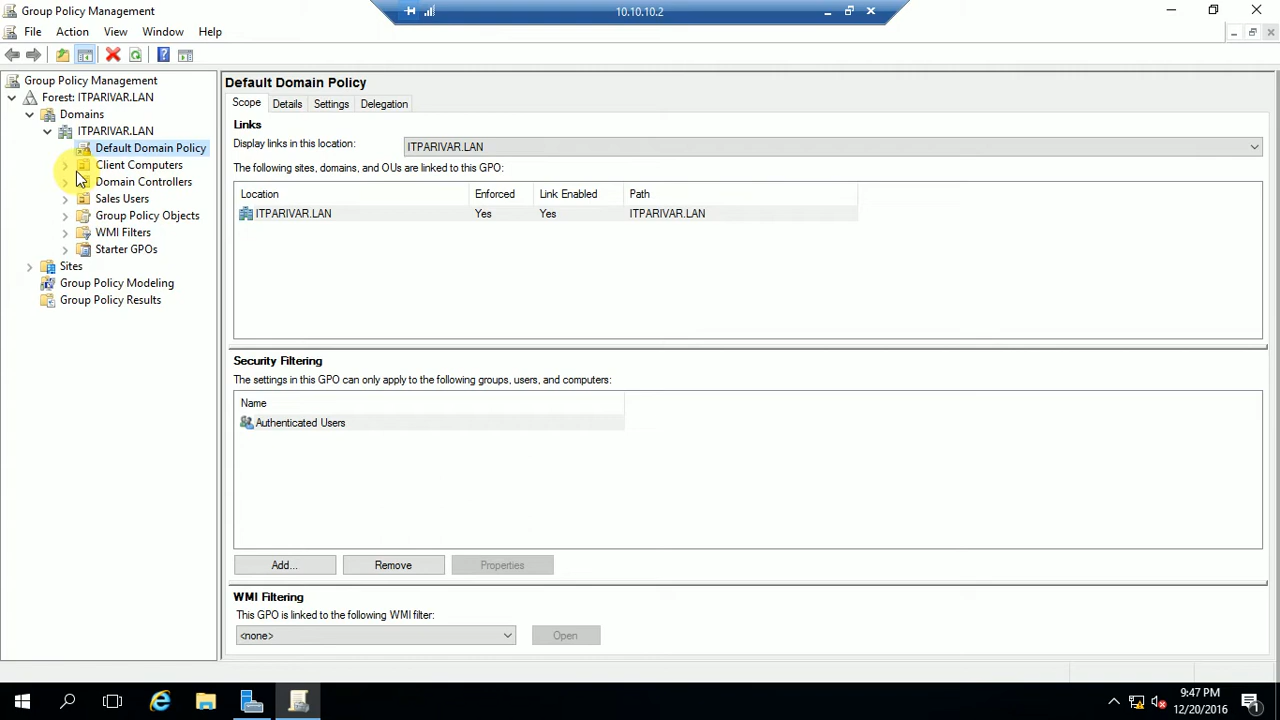 Group Policy Management
10.10.10.2
File Action View Window Help
Group Policy Management
Forest: ITPARIVAR.LAN
Domains
ITPARIVAR.LAN
Default Domain Policy
Client Computers
Domain Controllers
Sales Users
Group Policy Objects
WMI Filters
Starter GPOs
Sites
Group Policy Modeling
Group Policy Results
Default Domain Policy
Scope Details Settings Delegation
Links
Display links in this location: ITPARIVAR.LAN
The following sites, domains, and OUs are linked to this GPO:
Location Enforced Link Enabled Path
ITPARIVAR.LAN Yes Yes ITPARIVAR.LAN
Security Filtering
The settings in this GPO can only apply to the following groups, users, and computers:
Name
Authenticated Users
Add... Remove Properties
WMI Filtering
This GPO is linked to the following WMI filter:
<none> Open
9:47 PM
12/20/2016
1